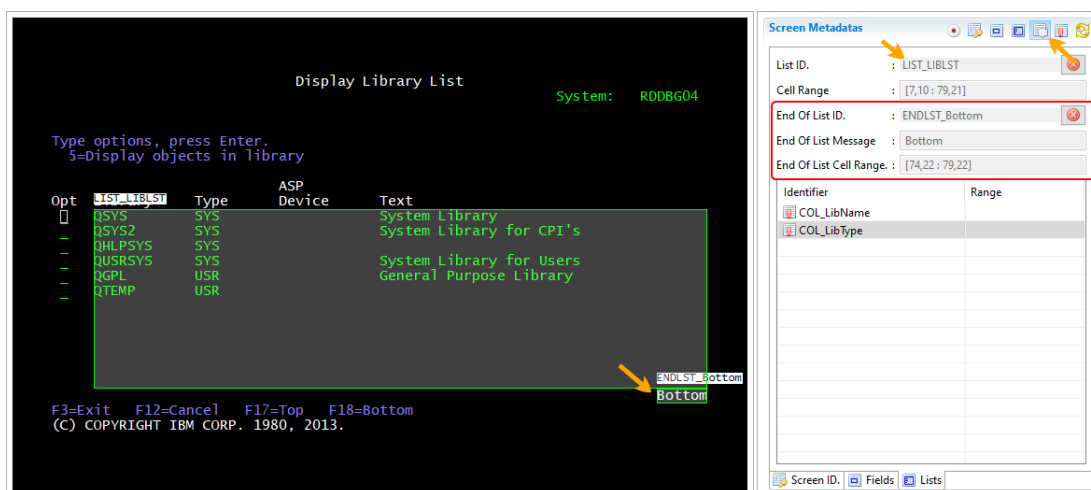 Display Library List
System: RDDBG04
Type options, press Enter.
5=Display objects in library
ASP
Opt LIST_LIBLST Type Device Text
QSYS SYS System Library
QSYS2 SYS System Library for CPI's
QHLPSYS SYS
QUSRSYS SYS System Library for Users
QGPL USR General Purpose Library
QTEMP USR
ENDLST_Bottom
Bottom
F3=Exit F12=Cancel F17=Top F18=Bottom
(C) COPYRIGHT IBM CORP. 1980, 2013.
Screen Metadatas
List ID. : LIST_LIBLST
Cell Range : [7,10 : 79,21]
End Of List ID. : ENDLST_Bottom
End Of List Message : Bottom
End Of List Cell Range. : [74,22 : 79,22]
Identifier Range
COL_LibName
COL_LibType
Screen ID. Fields Lists